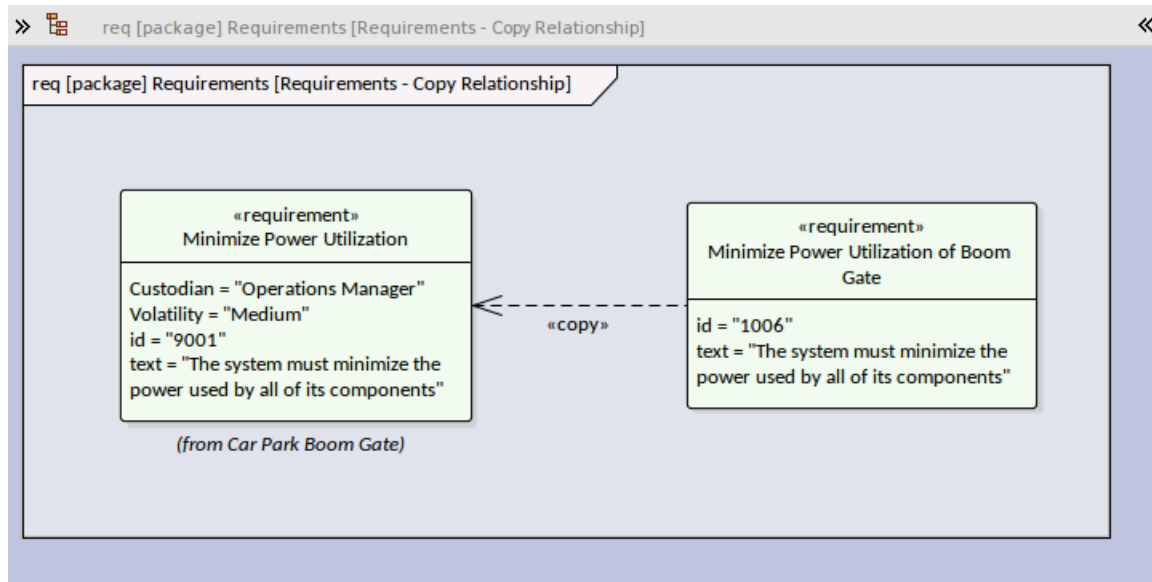 req [package] Requirements [Requirements - Copy Relationship]
req [package] Requirements [Requirements - Copy Relationship]
«requirement»
Minimize Power Utilization
Custodian = "Operations Manager"
Volatility = "Medium"
id = "9001"
text = "The system must minimize the
power used by all of its components"
(from Car Park Boom Gate)
«copy»
«requirement»
Minimize Power Utilization of Boom
Gate
id = "1006"
text = "The system must minimize the
power used by all of its components"